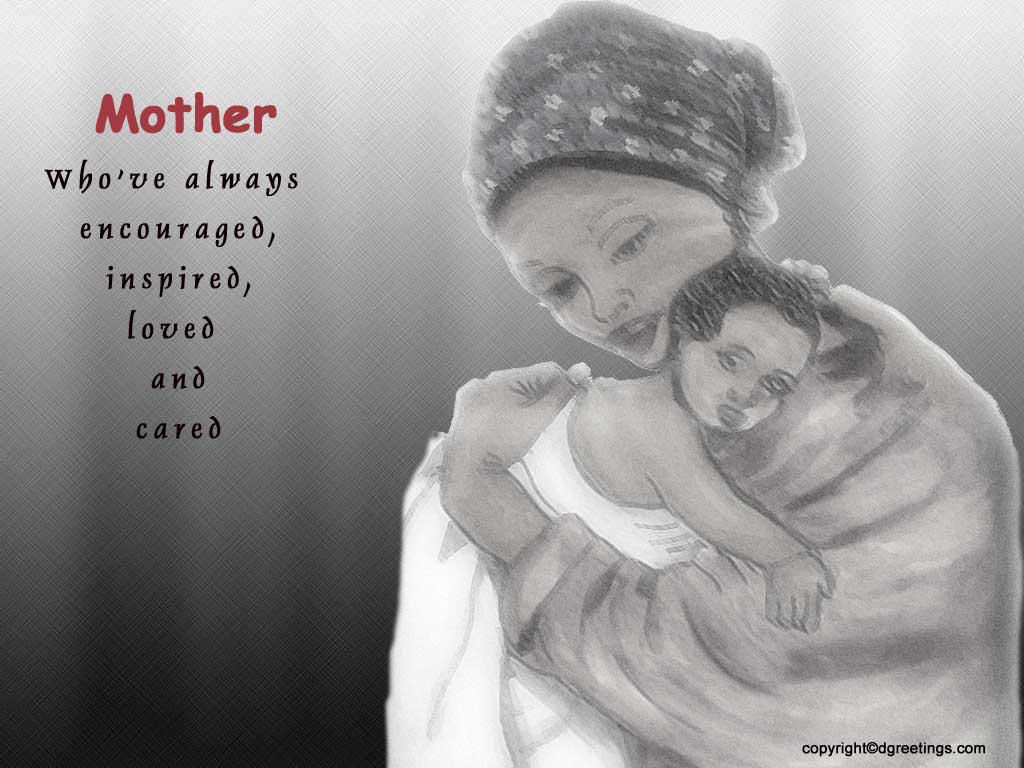 Mother
Who've always
encouraged,
inspired,
loved
and
cared
copyright©dgreetings.com